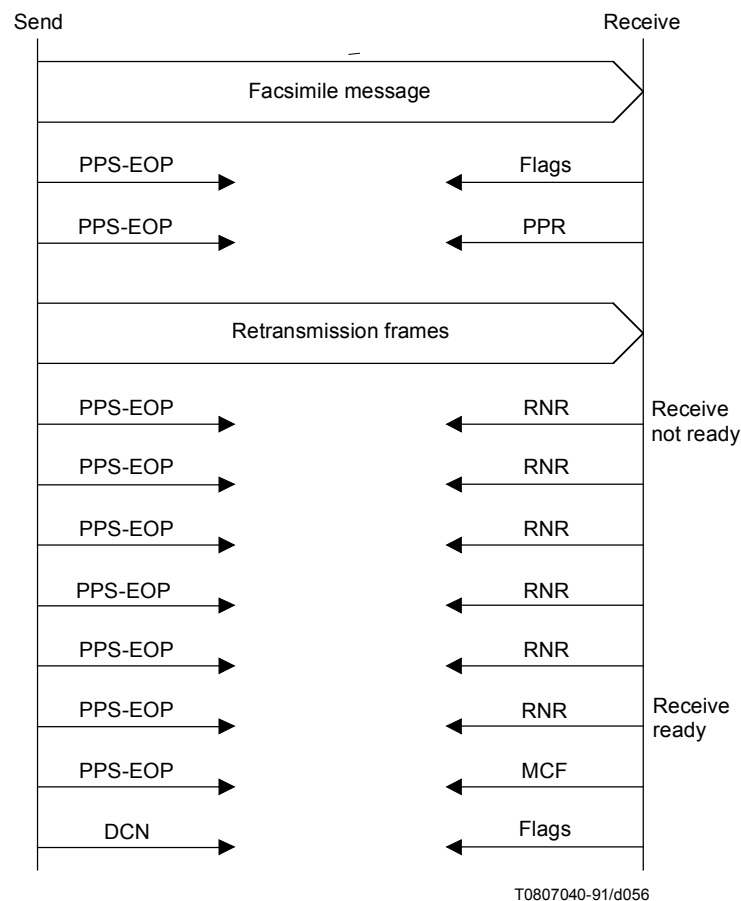 Send Receive
Facsimile message
PPS-EOP Flags
PPS-EOP PPR
Retransmission frames
PPS-EOP RNR Receive
not ready
PPS-EOP RNR
PPS-EOP RNR
PPS-EOP RNR
PPS-EOP RNR
PPS-EOP RNR Receive
ready
PPS-EOP MCF
DCN Flags
T0807040-91/d056